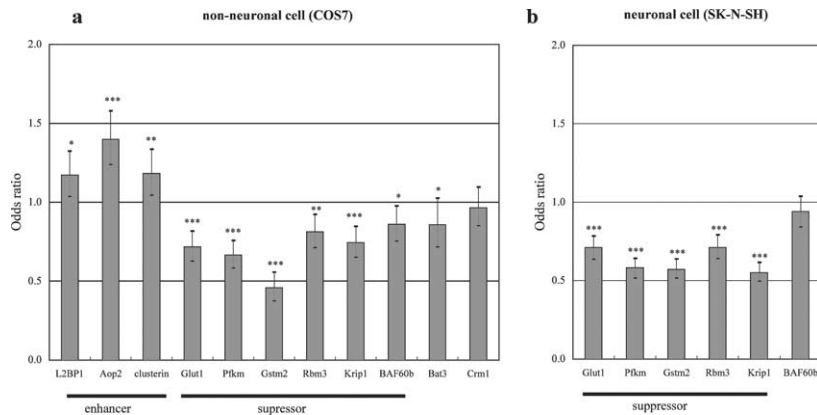 a
non-neuronal cell (COS7)
2.0
1.5
1.0
0.5
0.0
Odds ratio
*
***
**
***
***
***
**
***
*
*
L2BP1 Aop2 clusterin Glut1 Pfkm Gstm2 Rbm3 Krip1 BAF60b Bat3 Crm1
enhancer supressor
b
neuronal cell (SK-N-SH)
2.0
1.5
1.0
0.5
0.0
Odds ratio
***
***
***
***
***
Glut1 Pfkm Gstm2 Rbm3 Krip1 BAF60b
suppressor